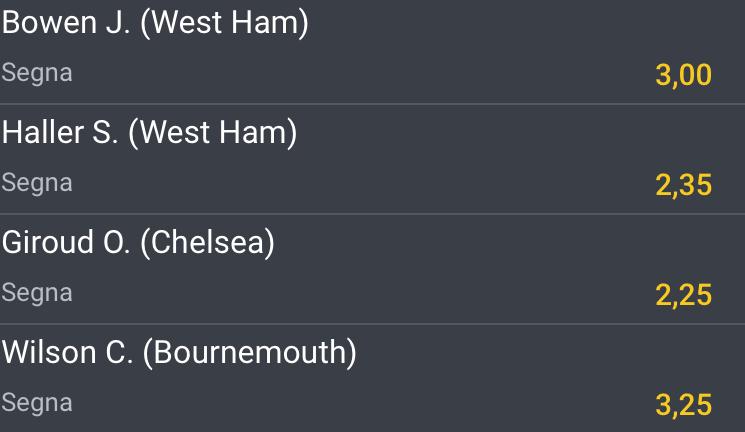 Bowen J. (West Ham)
Segna 3,00
Haller S. (West Ham)
Segna 2,35
Giroud O. (Chelsea)
Segna 2,25
Wilson C. (Bournemouth)
Segna 3,25